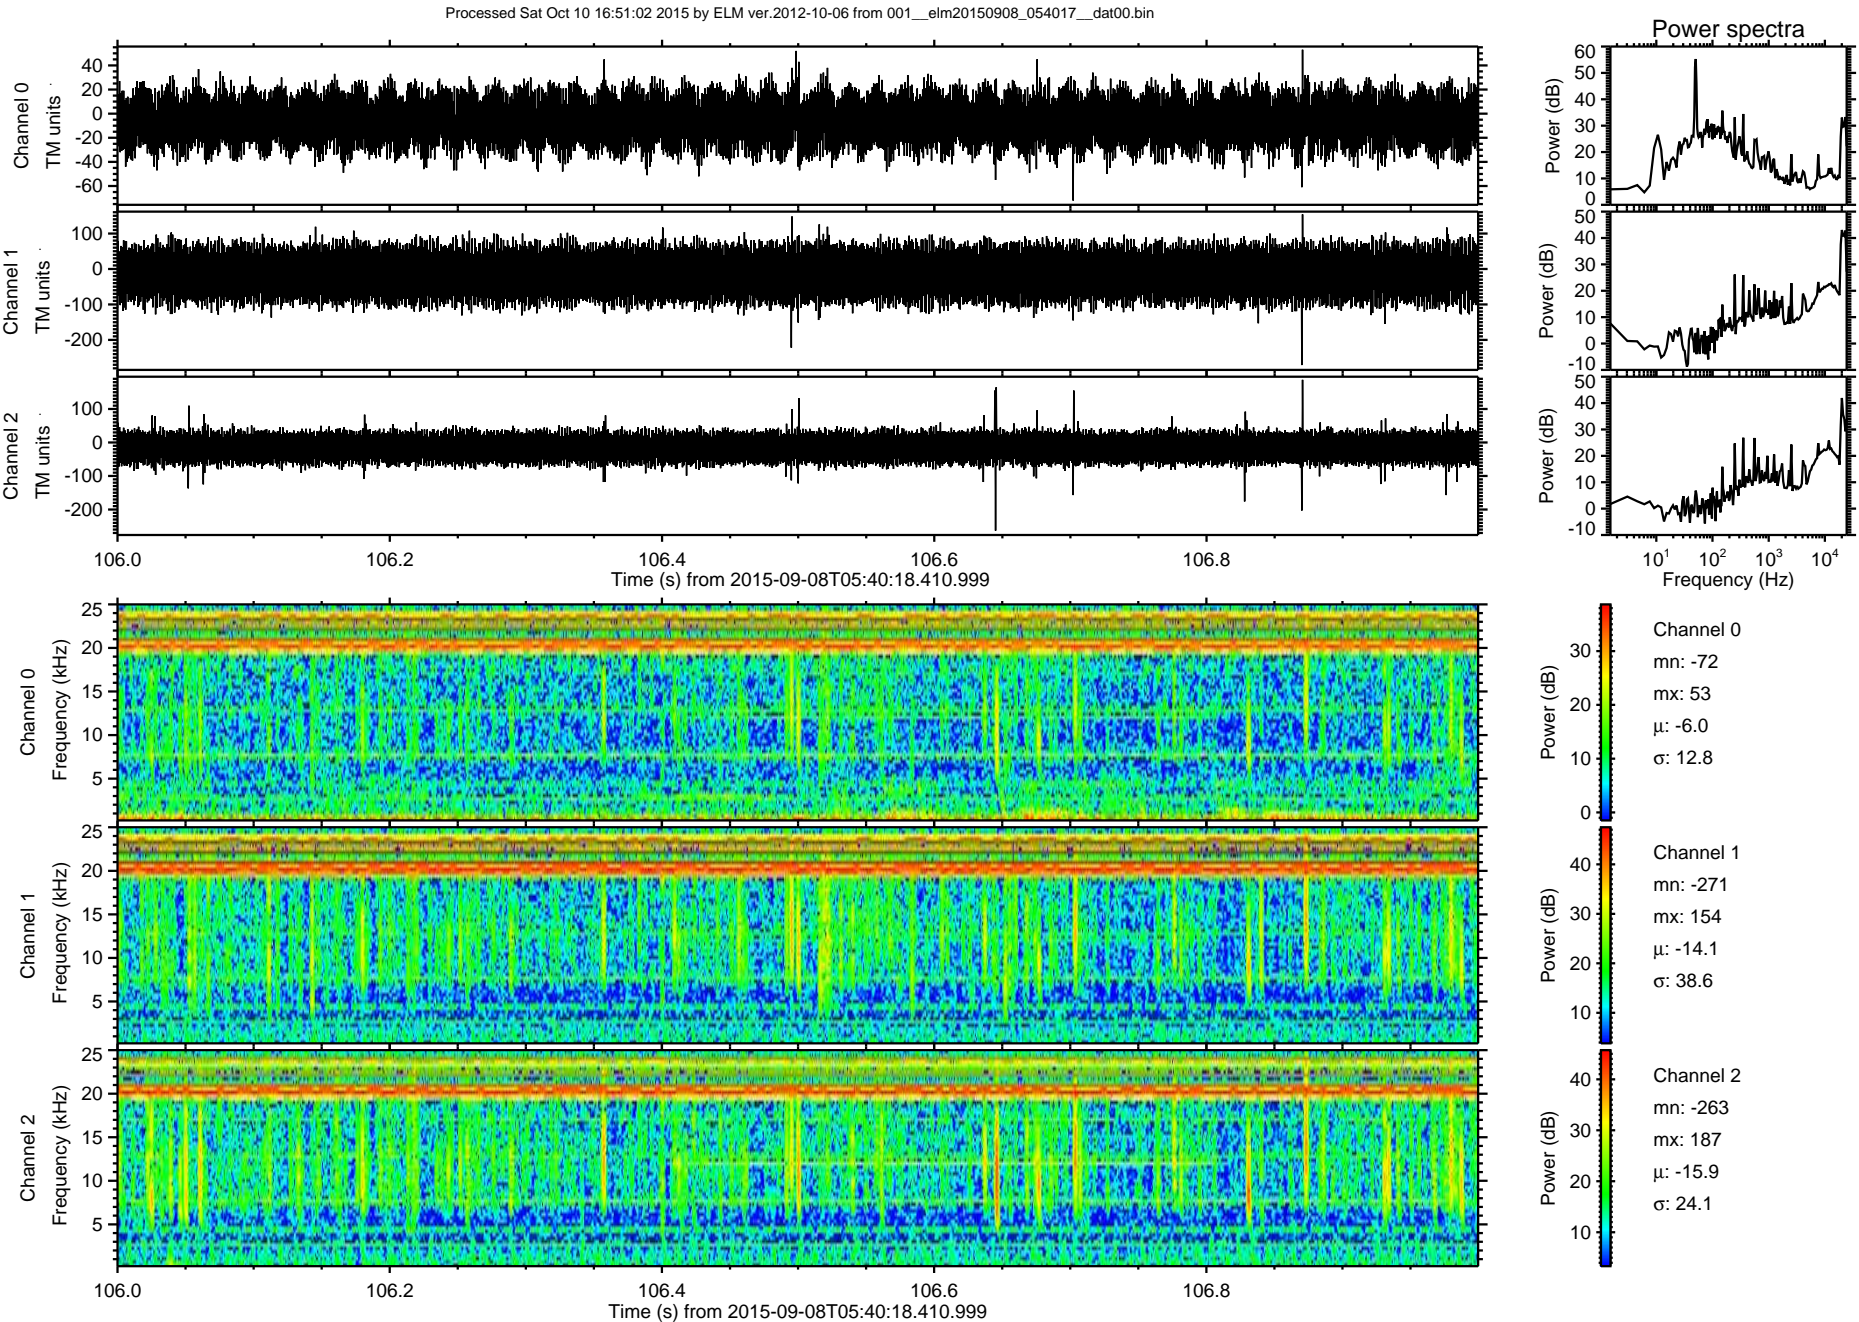 Processed Sat Oct 10 16:51:02 2015 by ELM ver.2012-10-06 from 001__elm20150908_054017__dat00.bin
Power spectra
Channel 0
TM units
40
20
0
-20
-40
-60
Power (dB)
60
50
40
30
20
10
0
Channel 1
TM units
100
0
-100
-200
Power (dB)
50
40
30
20
10
0
-10
Channel 2
TM units
100
0
-100
-200
Power (dB)
50
40
30
20
10
0
-10
106.0 106.2 106.4 106.6 106.8
Time (s) from 2015-09-08T05:40:18.410.999
10^1 10^2 10^3 10^4
Frequency (Hz)
Channel 0
Frequency (kHz)
25
20
15
10
5
Power (dB)
30
20
10
0
Channel 0
mn: -72
mx: 53
μ: -6.0
σ: 12.8
Channel 1
Frequency (kHz)
25
20
15
10
5
Power (dB)
40
30
20
10
Channel 1
mn: -271
mx: 154
μ: -14.1
σ: 38.6
Channel 2
Frequency (kHz)
25
20
15
10
5
Power (dB)
40
30
20
10
Channel 2
mn: -263
mx: 187
μ: -15.9
σ: 24.1
106.0 106.2 106.4 106.6 106.8
Time (s) from 2015-09-08T05:40:18.410.999